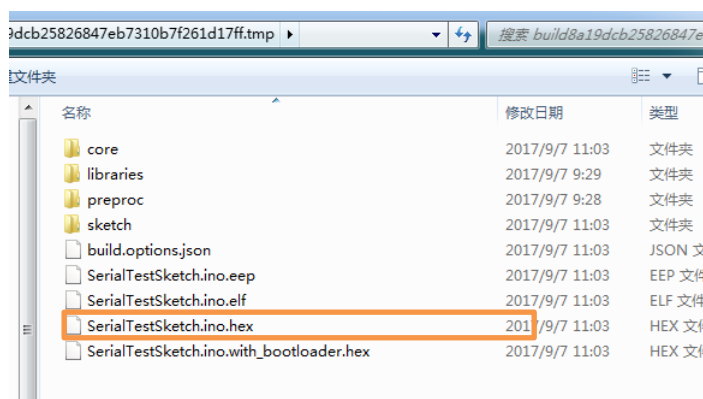 9dcb25826847eb7310b7f261d17ff.tmp 搜索 build8a19dcb25826847e
建文件夹
名称 修改日期 类型
core 2017/9/7 11:03 文件夹
libraries 2017/9/7 9:29 文件夹
preproc 2017/9/7 9:28 文件夹
sketch 2017/9/7 11:03 文件夹
build.options.json 2017/9/7 11:03 JSON 文
SerialTestSketch.ino.eep 2017/9/7 11:03 EEP 文件
SerialTestSketch.ino.elf 2017/9/7 11:03 ELF 文件
SerialTestSketch.ino.hex 2017/9/7 11:03 HEX 文件
SerialTestSketch.ino.with_bootloader.hex 2017/9/7 11:03 HEX 文件